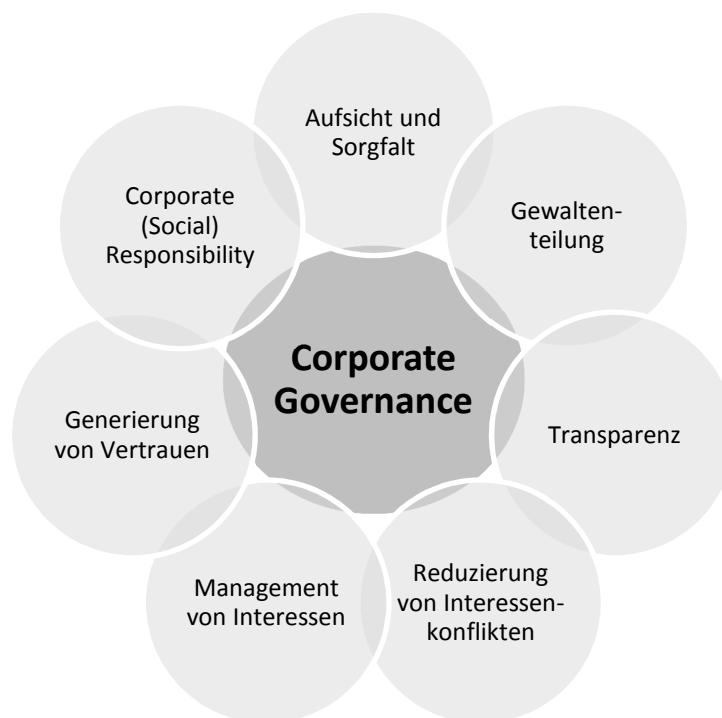 Aufsicht und
Sorgfalt
Gewalten-
teilung
Transparenz
Reduzierung
von Interessen-
konflikten
Management
von Interessen
Generierung
von Vertrauen
Corporate
(Social)
Responsibility
Corporate
Governance